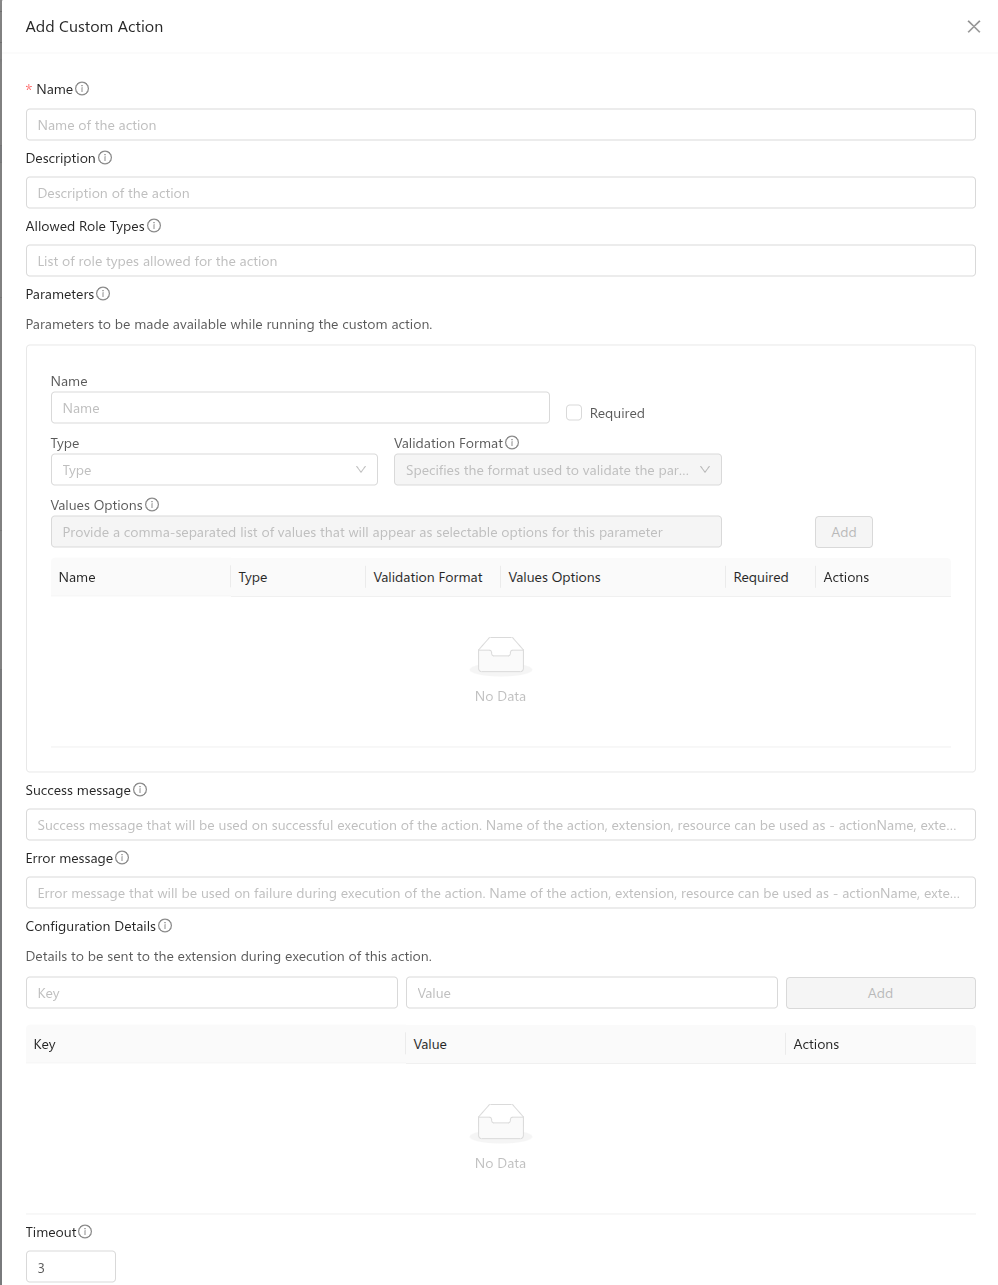 Add Custom Action
* Name
Name of the action
Description
Description of the action
Allowed Role Types
List of role types allowed for the action
Parameters
Parameters to be made available while running the custom action.
Name
Name
Required
Type Validation Format
Type Specifies the format used to validate the par...
Values Options
Provide a comma-separated list of values that will appear as selectable options for this parameter Add
Name Type Validation Format Values Options Required Actions
No Data
Success message
Success message that will be used on successful execution of the action. Name of the action, extension, resource can be used as - actionName, exte...
Error message
Error message that will be used on failure during execution of the action. Name of the action, extension, resource can be used as - actionName, exte...
Configuration Details
Details to be sent to the extension during execution of this action.
Key Value Add
Key Value Actions
No Data
Timeout
3